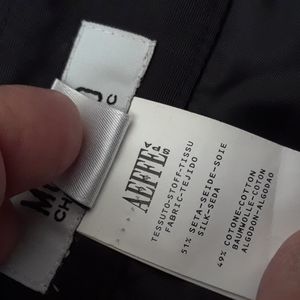 AEFFE
SPA
TESSUTO-STOFF-TISSU
FABRIC-TEJIDO
51% SETA-SEIDE-SOIE
SILK-SEDA
49% COTONE-COTTON
BAUMWOLLE-COTON
ALGODON-ALGODAO